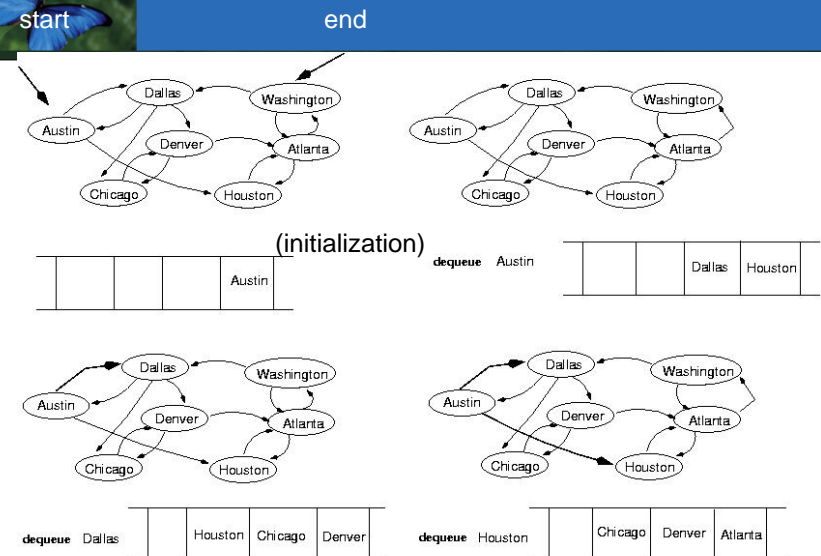 start end
Dallas
Washington
Austin
Denver
Atlanta
Chicago
Houston
Dallas
Washington
Austin
Denver
Atlanta
Chicago
Houston
(initialization)
Austin
dequeue Austin
Dallas Houston
Dallas
Washington
Austin
Denver
Atlanta
Chicago
Houston
Dallas
Washington
Austin
Denver
Atlanta
Chicago
Houston
dequeue Dallas
Houston Chicago Denver
dequeue Houston
Chicago Denver Atlanta